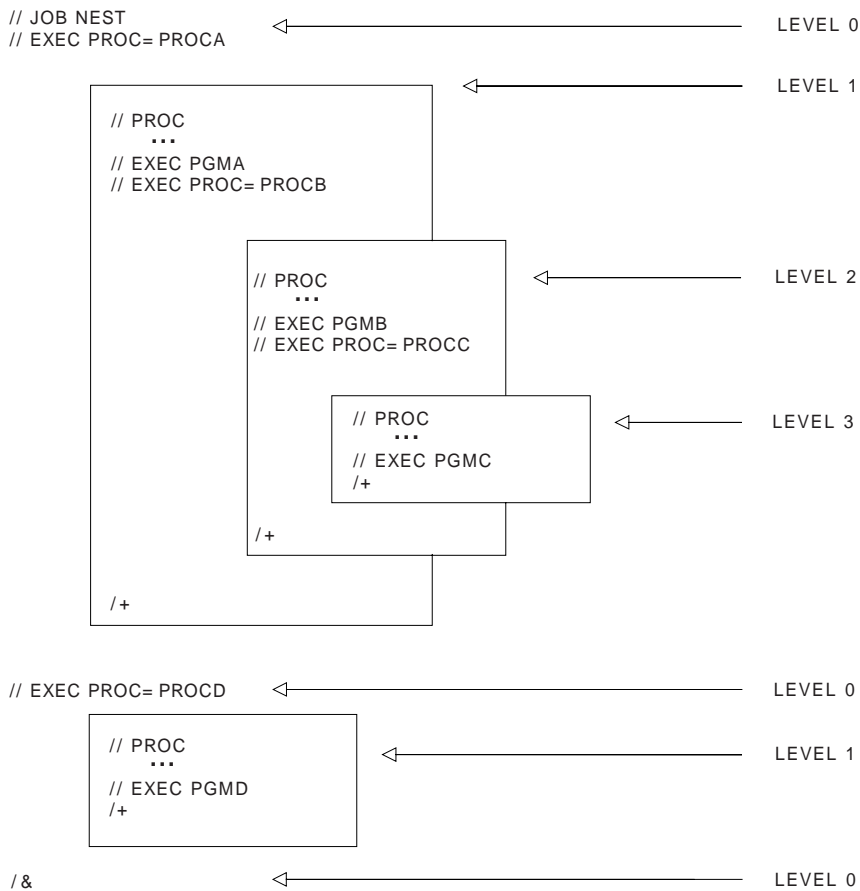 // JOB NEST
LEVEL 0
// EXEC PROC= PROCA
LEVEL 1
// PROC
...
// EXEC PGMA
// EXEC PROC= PROCB
// PROC
LEVEL 2
...
// EXEC PGMB
// EXEC PROC= PROCC
// PROC
LEVEL 3
...
// EXEC PGMC
/+
/+
/+
// EXEC PROC= PROCD
LEVEL 0
// PROC
LEVEL 1
...
// EXEC PGMD
/+
/&
LEVEL 0